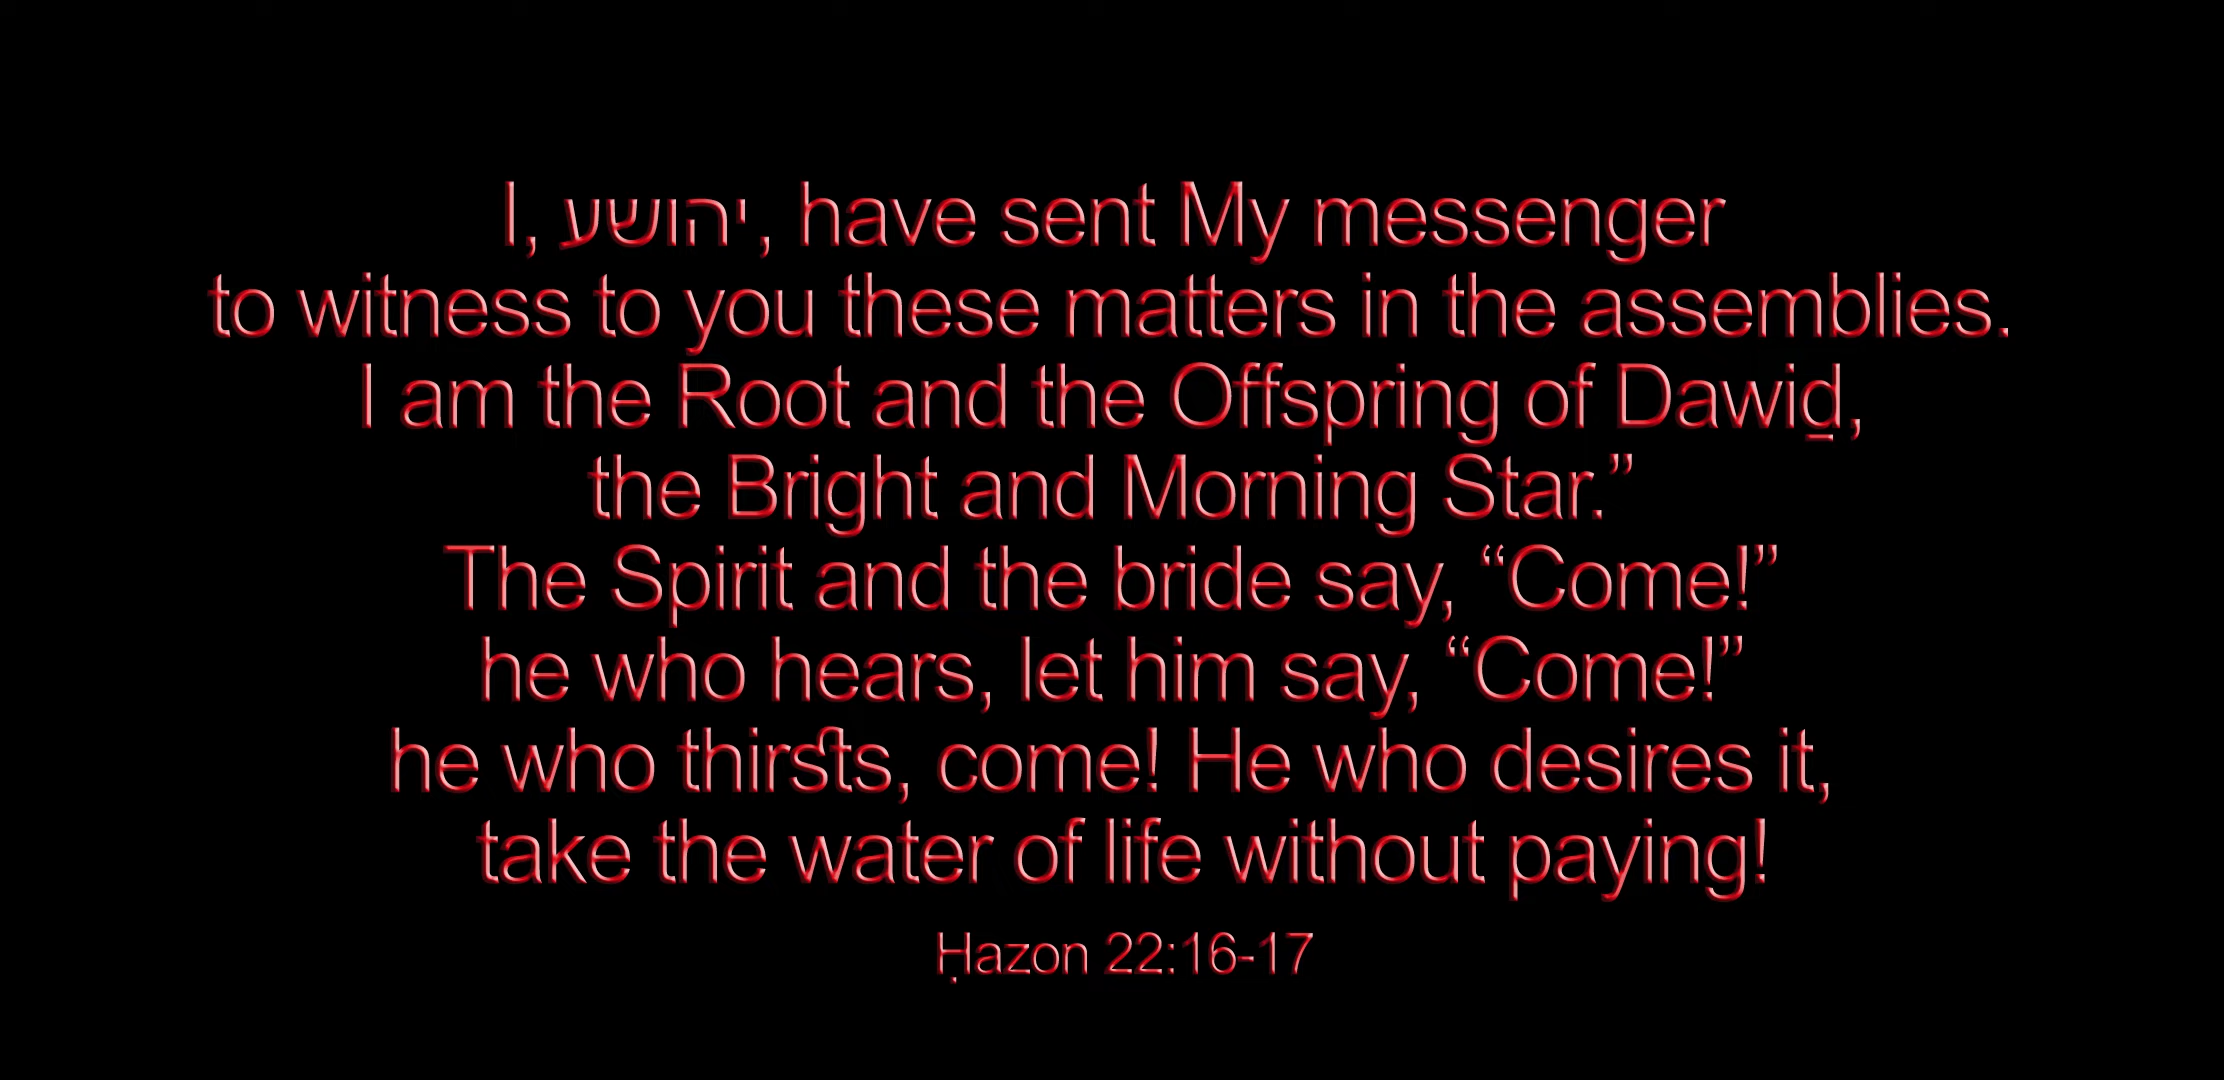 I, יהושע, have sent My messenger
to witness to you these matters in the assemblies.
I am the Root and the Offspring of Dawiḏ,
the Bright and Morning Star.”
The Spirit and the bride say, “Come!”
he who hears, let him say, “Come!”
he who thirsts, come! He who desires it,
take the water of life without paying!
Ḥazon 22:16-17